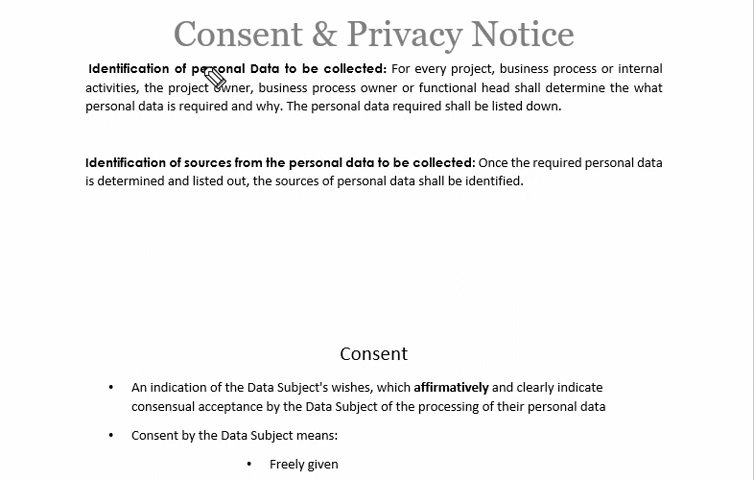 Consent & Privacy Notice
Identification of personal Data to be collected: For every project, business process or internal
activities, the project owner, business process owner or functional head shall determine the what
personal data is required and why. The personal data required shall be listed down.
Identification of sources from the personal data to be collected: Once the required personal data
is determined and listed out, the sources of personal data shall be identified.
Consent
• An indication of the Data Subject's wishes, which affirmatively and clearly indicate
consensual acceptance by the Data Subject of the processing of their personal data
• Consent by the Data Subject means:
• Freely given